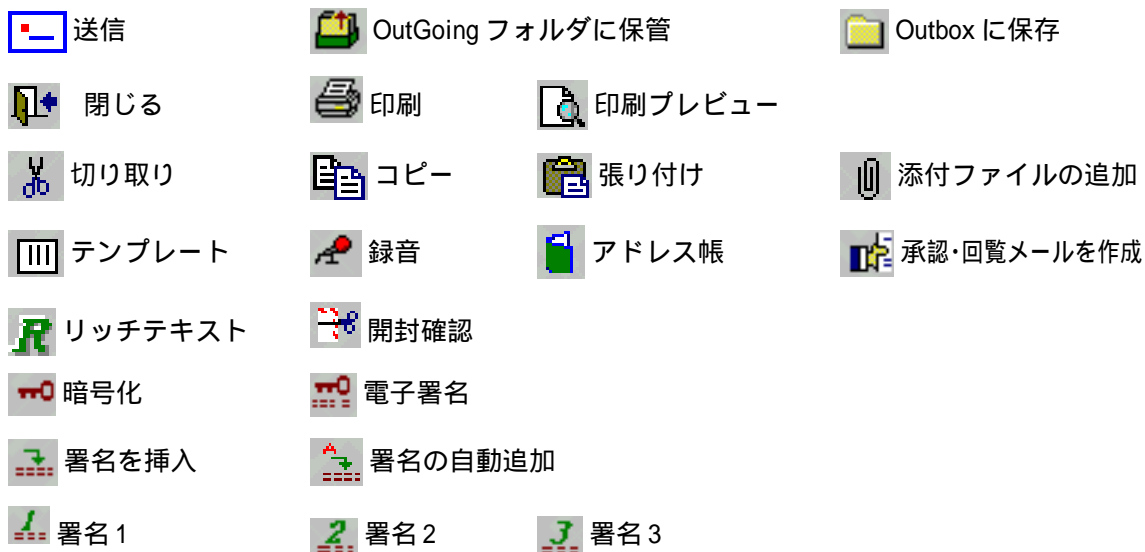 送信 OutGoing フォルダに保管 Outbox に保存
閉じる 印刷 印刷プレビュー
切り取り コピー 張り付け 添付ファイルの追加
テンプレート 録音 アドレス帳 承認・回覧メールを作成
リッチテキスト 開封確認
暗号化 電子署名
署名を挿入 署名の自動追加
署名1 署名2 署名3